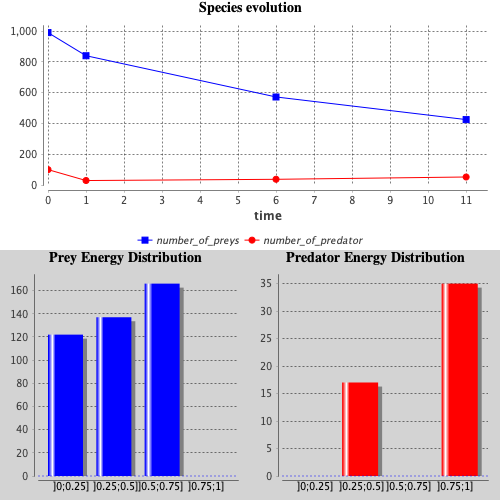 Species evolution
1,000
800
600
400
200
0
0 1 2 3 4 5 6 7 8 9 10 11
time
number_of_preys number_of_predator
Prey Energy Distribution
160
140
120
100
80
60
40
20
0
]0;0.25] ]0.25;0.5]]0.5;0.75] ]0.75;1]
Predator Energy Distribution
35
30
25
20
15
10
5
0
]0;0.25] ]0.25;0.5]]0.5;0.75] ]0.75;1]